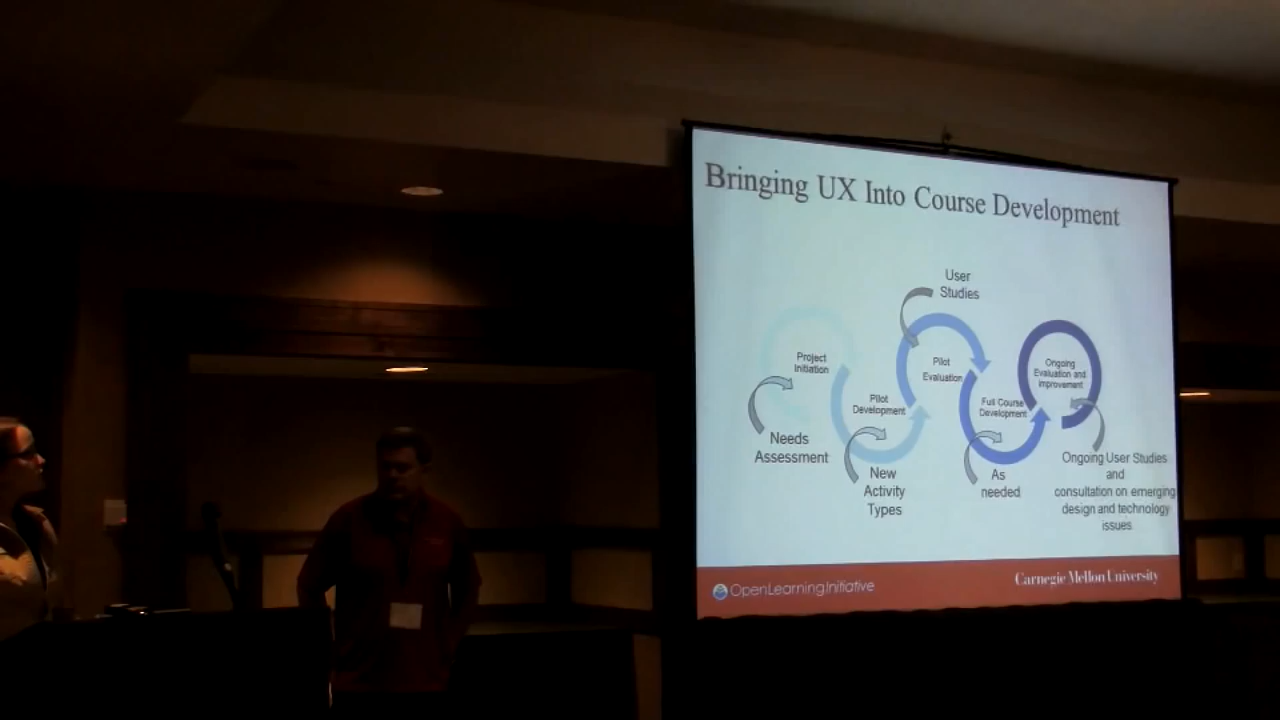 Bringing UX Into Course Development
User
Studies
Project
Initiation
Pilot
Evaluation
Ongoing
Evaluation and
improvement
Pilot
Development
Full Course
Development
Needs
Assessment
New
Activity
Types
As
needed
Ongoing User Studies
and
consultation on emerging
design and technology
issues
OpenLearningInitiative
Carnegie Mellon University